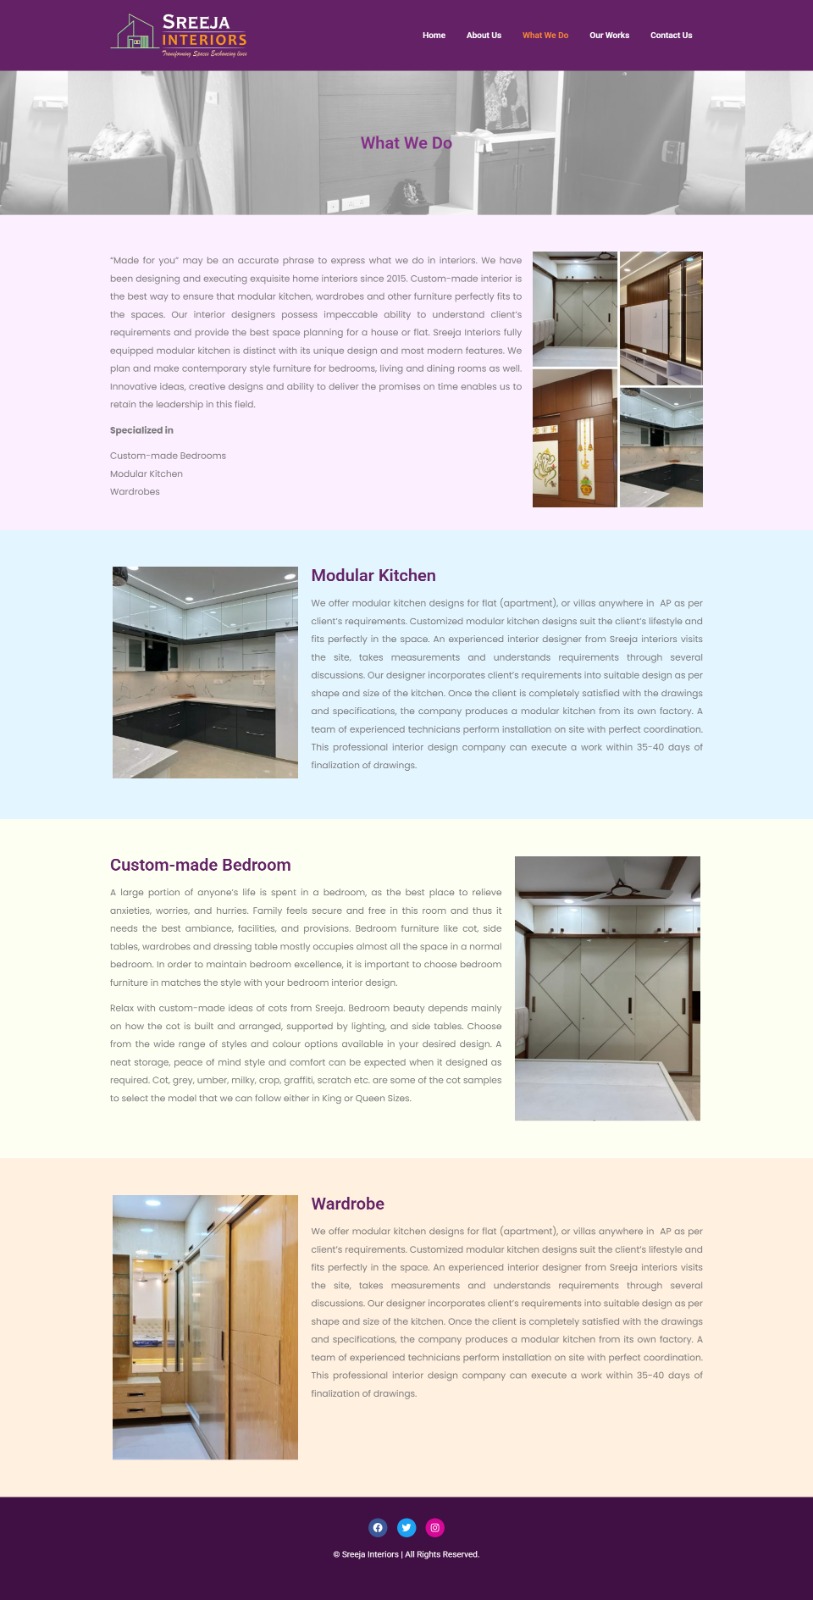 SREEJA
INTERIORS
Transforming Spaces Enhancing lives
Home About Us What We Do Our Works Contact Us
What We Do
"Made for you" may be an accurate phrase to express what we do in interiors. We have
been designing and executing exquisite home interiors since 2015. Custom-made interior is
the best way to ensure that modular kitchen, wardrobes and other furniture perfectly fits to
the spaces. Our interior designers possess impeccable ability to understand client's
requirements and provide the best space planning for a house or flat. Sreeja Interiors fully
equipped modular kitchen is distinct with its unique design and most modern features. We
plan and make contemporary style furniture for bedrooms, living and dining rooms as well.
Innovative ideas, creative designs and ability to deliver the promises on time enables us to
retain the leadership in this field.
Specialized in
Custom-made Bedrooms
Modular Kitchen
Wardrobes
Modular Kitchen
We offer modular kitchen designs for flat (apartment), or villas anywhere in  AP as per
client's requirements. Customized modular kitchen designs suit the client's lifestyle and
fits perfectly in the space. An experienced interior designer from Sreeja interiors visits
the site, takes measurements and understands requirements through several
discussions. Our designer incorporates client's requirements into suitable design as per
shape and size of the kitchen. Once the client is completely satisfied with the drawings
and specifications, the company produces a modular kitchen from its own factory. A
team of experienced technicians perform installation on site with perfect coordination.
This professional interior design company can execute a work within 35-40 days of
finalization of drawings.
Custom-made Bedroom
A large portion of anyone's life is spent in a bedroom, as the best place to relieve
anxieties, worries, and hurries. Family feels secure and free in this room and thus it
needs the best ambiance, facilities, and provisions. Bedroom furniture like cot, side
tables, wardrobes and dressing table mostly occupies almost all the space in a normal
bedroom. In order to maintain bedroom excellence, it is important to choose bedroom
furniture in matches the style with your bedroom interior design.
Relax with custom-made ideas of cots from Sreeja. Bedroom beauty depends mainly
on how the cot is built and arranged, supported by lighting, and side tables. Choose
from the wide range of styles and colour options available in your desired design. A
neat storage, peace of mind style and comfort can be expected when it designed as
required. Cot, grey, umber, milky, crop, graffiti, scratch etc. are some of the cot samples
to select the model that we can follow either in King or Queen Sizes.
Wardrobe
We offer modular kitchen designs for flat (apartment), or villas anywhere in  AP as per
client's requirements. Customized modular kitchen designs suit the client's lifestyle and
fits perfectly in the space. An experienced interior designer from Sreeja interiors visits
the site, takes measurements and understands requirements through several
discussions. Our designer incorporates client's requirements into suitable design as per
shape and size of the kitchen. Once the client is completely satisfied with the drawings
and specifications, the company produces a modular kitchen from its own factory. A
team of experienced technicians perform installation on site with perfect coordination.
This professional interior design company can execute a work within 35-40 days of
finalization of drawings.
© Sreeja Interiors | All Rights Reserved.